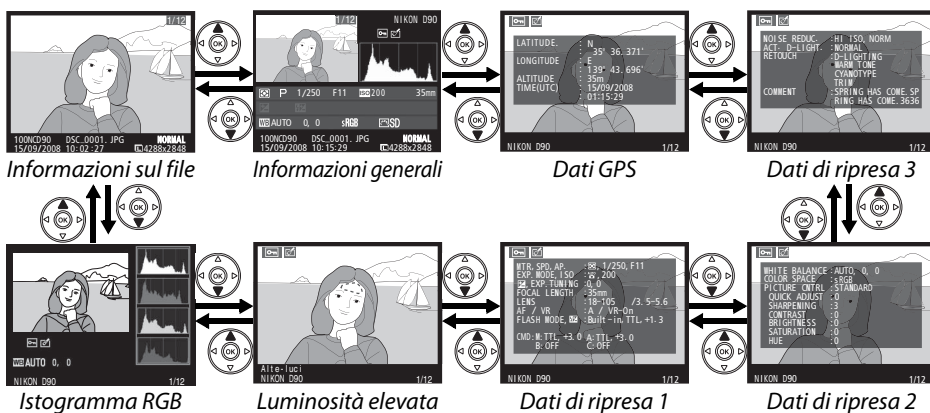 1/12
100NCD90 DSC_0001. JPG NORMAL
15/09/2008 10:02:27 4288x2848
Informazioni sul file
1/12 NIKON D90
P 1/250 F11 ISO 200 35mm
WB AUTO 0, 0 sRGB SD
100NCD90 DSC_0001. JPG NORMAL
15/09/2008 10:15:29 4288x2848
Informazioni generali
LATITUDE. : N
: 35° 36. 371'
LONGITUDE : E
: 139° 43. 696'
ALTITUDE : 35m
TIME(UTC) : 15/09/2008
: 01:15:29
NIKON D90 1/12
Dati GPS
NOISE REDUC. : HI ISO, NORM
ACT. D-LIGHT. : NORMAL
RETOUCH : D-LIGHTING
WARM TONE
CYANOTYPE
TRIM
COMMENT : SPRING HAS COME. SP
RING HAS COME. 3636
NIKON D90 1/12
Dati di ripresa 3
OK
WB AUTO 0, 0
NIKON D90 1/12
Istogramma RGB
Alte-luci
NIKON D90 1/12
Luminosità elevata
MTR, SPD, AP. : , 1/250, F11
EXP. MODE, ISO : , 200
EXP. TUNING : 0, 0
FOCAL LENGTH : 35mm
LENS : 18-105 /3. 5-5. 6
AF / VR : A / VR-On
FLASH MODE, : Built-in, TTL, +1. 3
CMD: M: TTL, +3. 0 A: TTL, +3. 0
B: OFF C: OFF
NIKON D90 1/12
Dati di ripresa 1
WHITE BALANCE : AUTO, 0, 0
COLOR SPACE : sRGB
PICTURE CNTRL : STANDARD
QUICK ADJUST : 0
SHARPENING : 3
CONTRAST : 0
BRIGHTNESS : 0
SATURATION : 0
HUE : 0
NIKON D90 1/12
Dati di ripresa 2